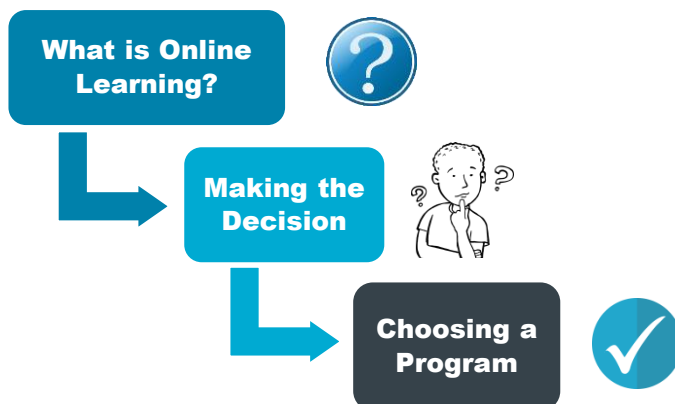 What is Online
Learning?
Making the
Decision
Choosing a
Program